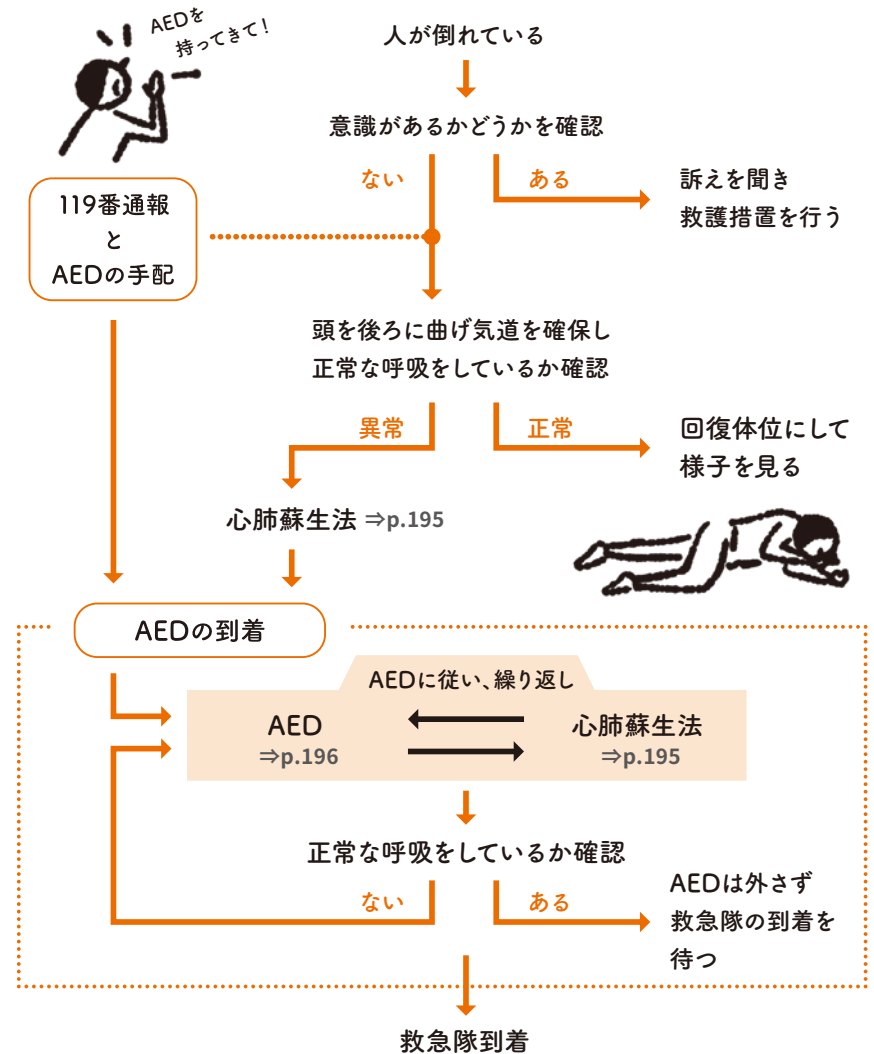 AEDを
持ってきて!
人が倒れている
意識があるかどうかを確認
ない
ある
訴えを聞き
救護措置を行う
119番通報
と
AEDの手配
頭を後ろに曲げ気道を確保し
正常な呼吸をしているか確認
異常
正常
回復体位にして
様子を見る
心肺蘇生法 ⇒p.195
AEDの到着
AEDに従い、繰り返し
AED
⇒p.196
心肺蘇生法
⇒p.195
正常な呼吸をしているか確認
ない
ある
AEDは外さず
救急隊の到着を
待つ
救急隊到着